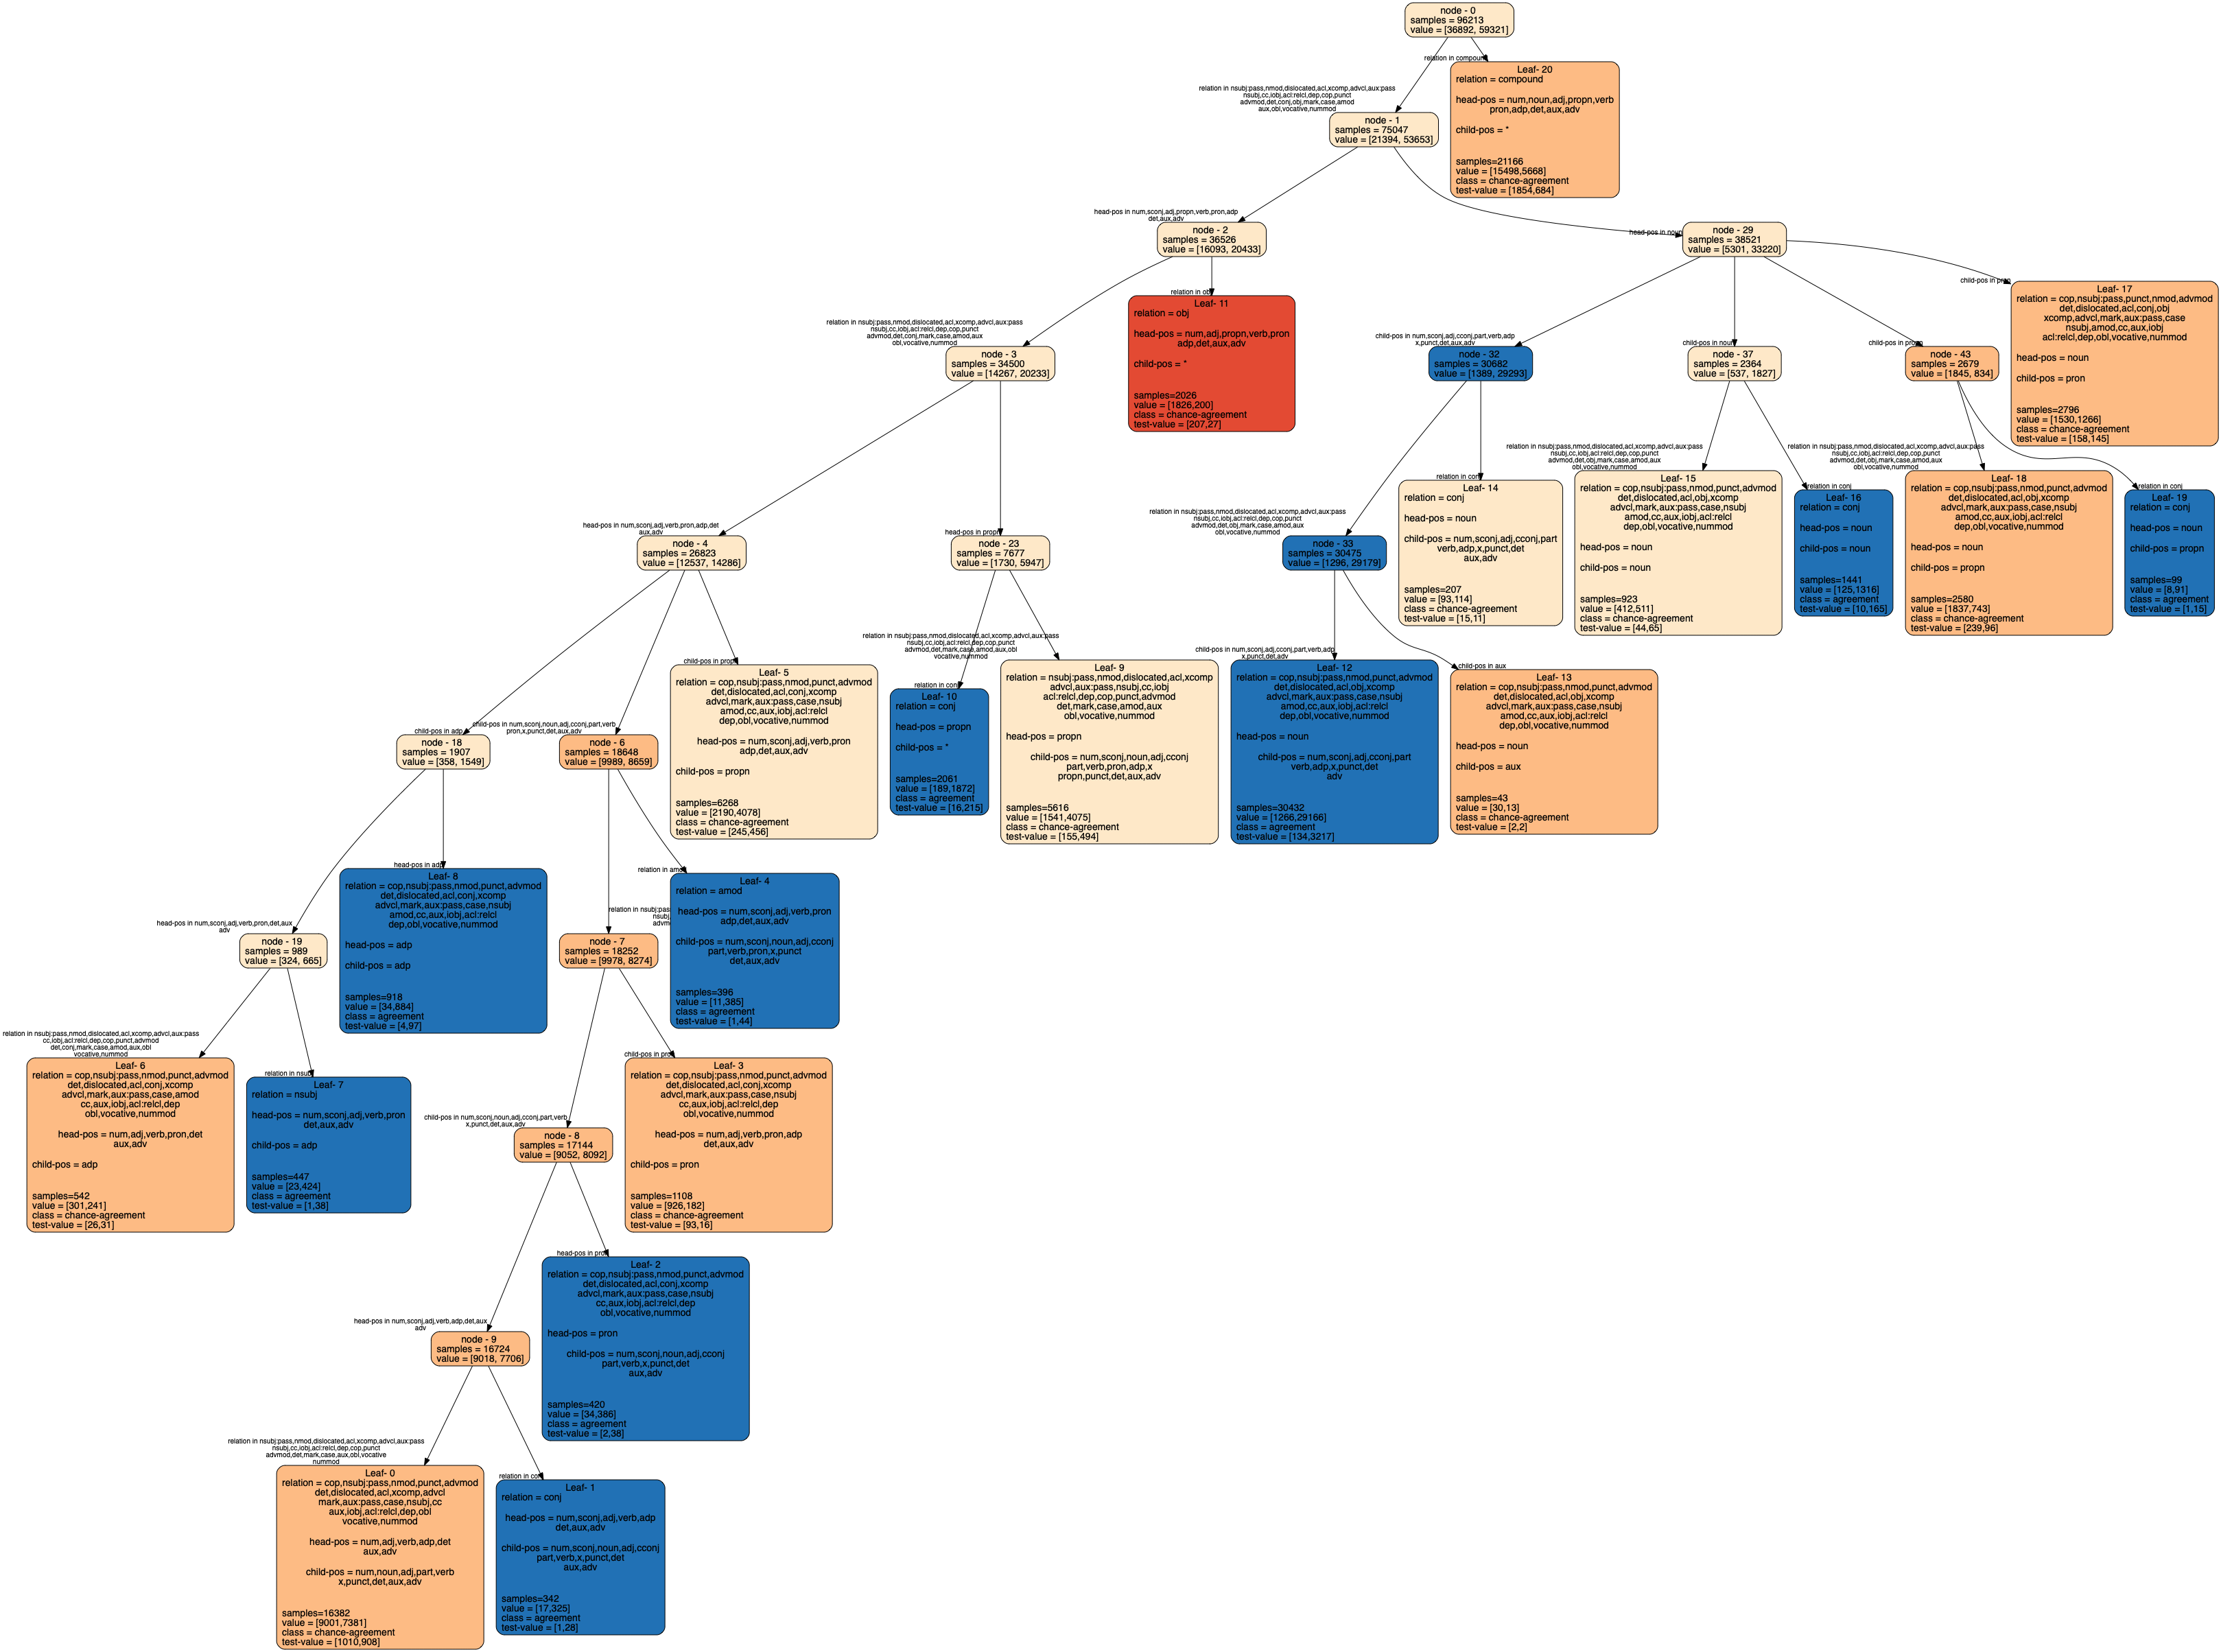 node - 0
samples = 96213
value = [36892, 59321]
relation in compound
Leaf- 20
relation = compound
head-pos = num,noun,adj,propn,verb
pron,adp,det,aux,adv
child-pos = *
samples=21166
value = [15498,5668]
class = chance-agreement
test-value = [1854,684]
relation in nsubj:pass,nmod,dislocated,acl,xcomp,advcl,aux:pass
nsubj,cc,iobj,acl:relcl,dep,cop,punct
advmod,det,conj,obj,mark,case,amod
aux,obl,vocative,nummod
node - 1
samples = 75047
value = [21394, 53653]
head-pos in num,sconj,adj,propn,verb,pron,adp
det,aux,adv
node - 2
samples = 36526
value = [16093, 20433]
head-pos in noun
node - 29
samples = 38521
value = [5301, 33220]
relation in obj
Leaf- 11
relation = obj
head-pos = num,adj,propn,verb,pron
adp,det,aux,adv
child-pos = *
samples=2026
value = [1826,200]
class = chance-agreement
test-value = [207,27]
child-pos in pron
Leaf- 17
relation = cop,nsubj:pass,punct,nmod,advmod
det,dislocated,acl,conj,obj
xcomp,advcl,mark,aux:pass,case
nsubj,amod,cc,aux,iobj
acl:relcl,dep,obl,vocative,nummod
head-pos = noun
child-pos = pron
samples=2796
value = [1530,1266]
class = chance-agreement
test-value = [158,145]
relation in nsubj:pass,nmod,dislocated,acl,xcomp,advcl,aux:pass
nsubj,cc,iobj,acl:relcl,dep,cop,punct
advmod,det,conj,mark,case,amod,aux
obl,vocative,nummod
node - 3
samples = 34500
value = [14267, 20233]
child-pos in num,sconj,adj,cconj,part,verb,adp
x,punct,det,aux,adv
node - 32
samples = 30682
value = [1389, 29293]
child-pos in noun
node - 37
samples = 2364
value = [537, 1827]
child-pos in propn
node - 43
samples = 2679
value = [1845, 834]
relation in conj
Leaf- 14
relation = conj
head-pos = noun
child-pos = num,sconj,adj,cconj,part
verb,adp,x,punct,det
aux,adv
samples=207
value = [93,114]
class = chance-agreement
test-value = [15,11]
relation in nsubj:pass,nmod,dislocated,acl,xcomp,advcl,aux:pass
nsubj,cc,iobj,acl:relcl,dep,cop,punct
advmod,det,obj,mark,case,amod,aux
obl,vocative,nummod
Leaf- 15
relation = cop,nsubj:pass,nmod,punct,advmod
det,dislocated,acl,obj,xcomp
advcl,mark,aux:pass,case,nsubj
amod,cc,aux,iobj,acl:relcl
dep,obl,vocative,nummod
head-pos = noun
child-pos = noun
samples=923
value = [412,511]
class = chance-agreement
test-value = [44,65]
relation in conj
Leaf- 16
relation = conj
head-pos = noun
child-pos = noun
samples=1441
value = [125,1316]
class = agreement
test-value = [10,165]
relation in nsubj:pass,nmod,dislocated,acl,xcomp,advcl,aux:pass
nsubj,cc,iobj,acl:relcl,dep,cop,punct
advmod,det,obj,mark,case,amod,aux
obl,vocative,nummod
Leaf- 18
relation = cop,nsubj:pass,nmod,punct,advmod
det,dislocated,acl,obj,xcomp
advcl,mark,aux:pass,case,nsubj
amod,cc,aux,iobj,acl:relcl
dep,obl,vocative,nummod
head-pos = noun
child-pos = propn
samples=2580
value = [1837,743]
class = chance-agreement
test-value = [239,96]
relation in conj
Leaf- 19
relation = conj
head-pos = noun
child-pos = propn
samples=99
value = [8,91]
class = agreement
test-value = [1,15]
head-pos in num,sconj,adj,verb,pron,adp,det
aux,adv
node - 4
samples = 26823
value = [12537, 14286]
head-pos in propn
node - 23
samples = 7677
value = [1730, 5947]
relation in nsubj:pass,nmod,dislocated,acl,xcomp,advcl,aux:pass
nsubj,cc,iobj,acl:relcl,dep,cop,punct
advmod,det,obj,mark,case,amod,aux
obl,vocative,nummod
node - 33
samples = 30475
value = [1296, 29179]
child-pos in propn
Leaf- 5
relation = cop,nsubj:pass,nmod,punct,advmod
det,dislocated,acl,conj,xcomp
advcl,mark,aux:pass,case,nsubj
amod,cc,aux,iobj,acl:relcl
dep,obl,vocative,nummod
head-pos = num,sconj,adj,verb,pron
adp,det,aux,adv
child-pos = propn
samples=6268
value = [2190,4078]
class = chance-agreement
test-value = [245,456]
relation in conj
Leaf- 10
relation = conj
head-pos = propn
child-pos = *
samples=2061
value = [189,1872]
class = agreement
test-value = [16,215]
relation in nsubj:pass,nmod,dislocated,acl,xcomp,advcl,aux:pass
nsubj,cc,iobj,acl:relcl,dep,cop,punct
advmod,det,mark,case,amod,aux,obl
vocative,nummod
Leaf- 9
relation = nsubj:pass,nmod,dislocated,acl,xcomp
advcl,aux:pass,nsubj,cc,iobj
acl:relcl,dep,cop,punct,advmod
det,mark,case,amod,aux
obl,vocative,nummod
head-pos = propn
child-pos = num,sconj,noun,adj,cconj
part,verb,pron,adp,x
propn,punct,det,aux,adv
samples=5616
value = [1541,4075]
class = chance-agreement
test-value = [155,494]
child-pos in num,sconj,adj,cconj,part,verb,adp
x,punct,det,adv
Leaf- 12
relation = cop,nsubj:pass,nmod,punct,advmod
det,dislocated,acl,obj,xcomp
advcl,mark,aux:pass,case,nsubj
amod,cc,aux,iobj,acl:relcl
dep,obl,vocative,nummod
head-pos = noun
child-pos = num,sconj,adj,cconj,part
verb,adp,x,punct,det
adv
samples=30432
value = [1266,29166]
class = agreement
test-value = [134,3217]
child-pos in aux
Leaf- 13
relation = cop,nsubj:pass,nmod,punct,advmod
det,dislocated,acl,obj,xcomp
advcl,mark,aux:pass,case,nsubj
amod,cc,aux,iobj,acl:relcl
dep,obl,vocative,nummod
head-pos = noun
child-pos = aux
samples=43
value = [30,13]
class = chance-agreement
test-value = [2,2]
child-pos in adp
node - 18
samples = 1907
value = [358, 1549]
child-pos in num,sconj,noun,adj,cconj,part,verb
pron,x,punct,det,aux,adv
node - 6
samples = 18648
value = [9989, 8659]
head-pos in adp
Leaf- 8
relation = cop,nsubj:pass,nmod,punct,advmod
det,dislocated,acl,conj,xcomp
advcl,mark,aux:pass,case,nsubj
amod,cc,aux,iobj,acl:relcl
dep,obl,vocative,nummod
head-pos = adp
child-pos = adp
samples=918
value = [34,884]
class = agreement
test-value = [4,97]
relation in amod
Leaf- 4
relation = amod
head-pos = num,sconj,adj,verb,pron
adp,det,aux,adv
child-pos = num,sconj,noun,adj,cconj
part,verb,pron,x,punct
det,aux,adv
samples=396
value = [11,385]
class = agreement
test-value = [1,44]
head-pos in num,sconj,adj,verb,pron,det,aux
adv
node - 19
samples = 989
value = [324, 665]
relation in nsubj:pass
nsubj,
advm
node - 7
samples = 18252
value = [9978, 8274]
relation in nsubj:pass,nmod,dislocated,acl,xcomp,advcl,aux:pass
cc,iobj,acl:relcl,dep,cop,punct,advmod
det,conj,mark,case,amod,aux,obl
vocative,nummod
Leaf- 6
relation = cop,nsubj:pass,nmod,punct,advmod
det,dislocated,acl,conj,xcomp
advcl,mark,aux:pass,case,amod
cc,aux,iobj,acl:relcl,dep
obl,vocative,nummod
head-pos = num,adj,verb,pron,det
aux,adv
child-pos = adp
samples=542
value = [301,241]
class = chance-agreement
test-value = [26,31]
relation in nsubj
Leaf- 7
relation = nsubj
head-pos = num,sconj,adj,verb,pron
det,aux,adv
child-pos = adp
samples=447
value = [23,424]
class = agreement
test-value = [1,38]
child-pos in pron
Leaf- 3
relation = cop,nsubj:pass,nmod,punct,advmod
det,dislocated,acl,conj,xcomp
advcl,mark,aux:pass,case,nsubj
cc,aux,iobj,acl:relcl,dep
obl,vocative,nummod
head-pos = num,adj,verb,pron,adp
det,aux,adv
child-pos = pron
samples=1108
value = [926,182]
class = chance-agreement
test-value = [93,16]
child-pos in num,sconj,noun,adj,cconj,part,verb
x,punct,det,aux,adv
node - 8
samples = 17144
value = [9052, 8092]
head-pos in pron
Leaf- 2
relation = cop,nsubj:pass,nmod,punct,advmod
det,dislocated,acl,conj,xcomp
advcl,mark,aux:pass,case,nsubj
cc,aux,iobj,acl:relcl,dep
obl,vocative,nummod
head-pos = pron
child-pos = num,sconj,noun,adj,cconj
part,verb,x,punct,det
aux,adv
samples=420
value = [34,386]
class = agreement
test-value = [2,38]
head-pos in num,sconj,adj,verb,adp,det,aux
adv
node - 9
samples = 16724
value = [9018, 7706]
relation in nsubj:pass,nmod,dislocated,acl,xcomp,advcl,aux:pass
nsubj,cc,iobj,acl:relcl,dep,cop,punct
advmod,det,mark,case,aux,obl,vocative
nummod
Leaf- 0
relation = cop,nsubj:pass,nmod,punct,advmod
det,dislocated,acl,xcomp,advcl
mark,aux:pass,case,nsubj,cc
aux,iobj,acl:relcl,dep,obl
vocative,nummod
head-pos = num,adj,verb,adp,det
aux,adv
child-pos = num,noun,adj,part,verb
x,punct,det,aux,adv
samples=16382
value = [9001,7381]
class = chance-agreement
test-value = [1010,908]
relation in conj
Leaf- 1
relation = conj
head-pos = num,sconj,adj,verb,adp
det,aux,adv
child-pos = num,sconj,noun,adj,cconj
part,verb,x,punct,det
aux,adv
samples=342
value = [17,325]
class = agreement
test-value = [1,28]